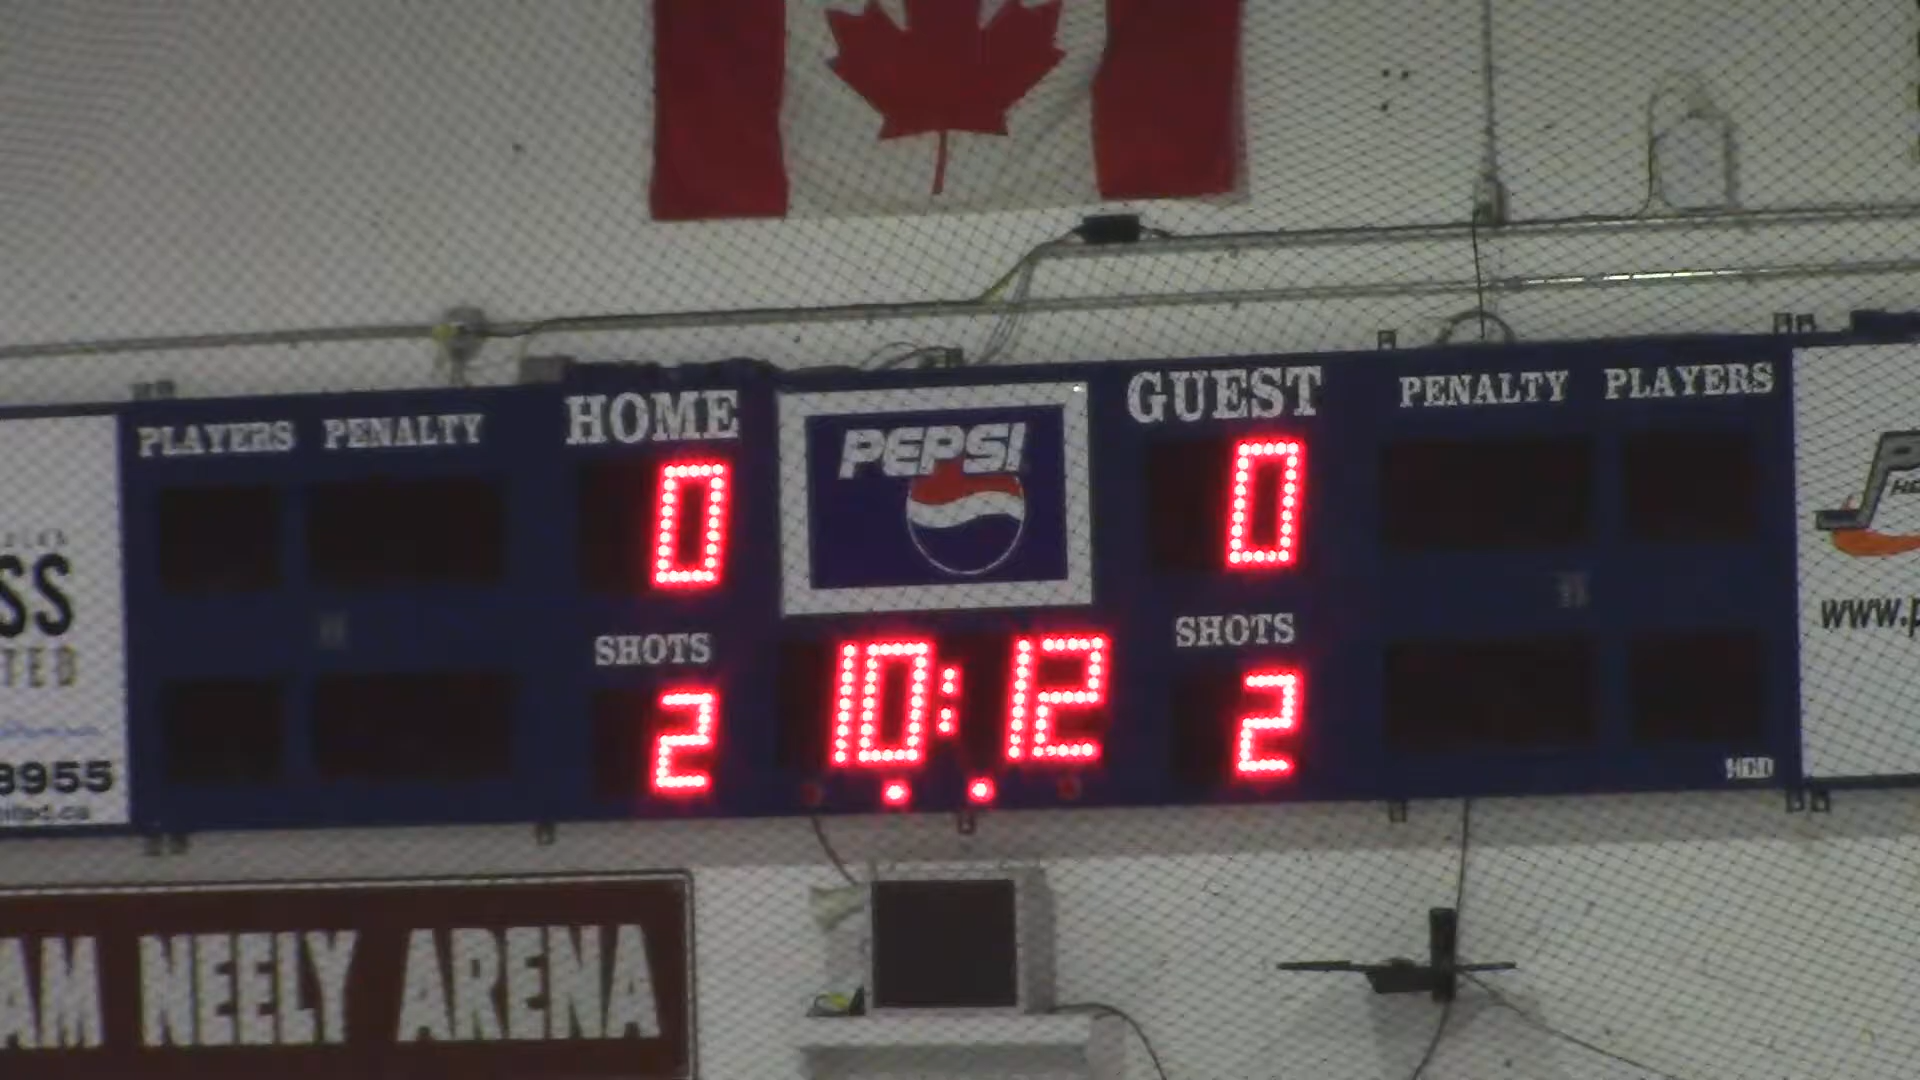 PLAYERS PENALTY HOME
GUEST PENALTY PLAYERS
PEPSI
0
0
SHOTS
SHOTS
2
10:12
2
SS
TED
8955
www.p
AM NEELY ARENA